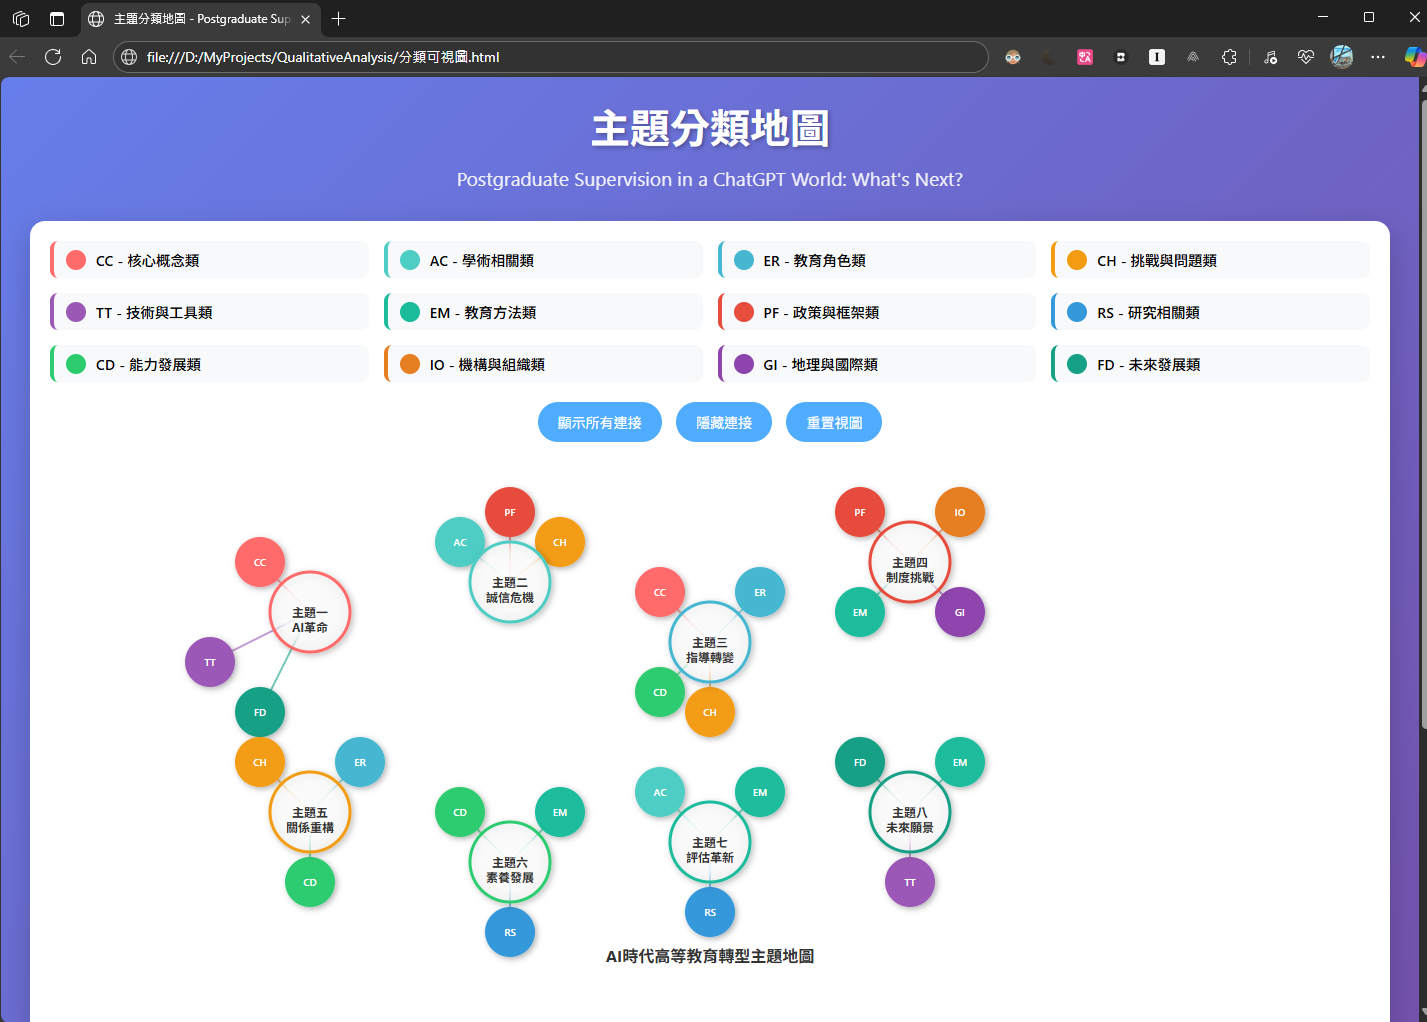 主題分類地圖 - Postgraduate Sup
file:///D:/MyProjects/QualitativeAnalysis/分類可視圖.html
主題分類地圖
Postgraduate Supervision in a ChatGPT World: What's Next?
CC - 核心概念類
AC - 學術相關類
ER - 教育角色類
CH - 挑戰與問題類
TT - 技術與工具類
EM - 教育方法類
PF - 政策與框架類
RS - 研究相關類
CD - 能力發展類
IO - 機構與組織類
GI - 地理與國際類
FD - 未來發展類
顯示所有連接
隱藏連接
重置視圖
CC
主題一
AI革命
TT
FD
PF
AC
CH
主題二
誠信危機
CC
ER
主題三
指導轉變
CD
CH
PF
IO
主題四
制度挑戰
EM
GI
CH
ER
主題五
關係重構
CD
CD
EM
主題六
素養發展
RS
AC
EM
主題七
評估革新
RS
FD
EM
主題八
未來願景
TT
AI時代高等教育轉型主題地圖